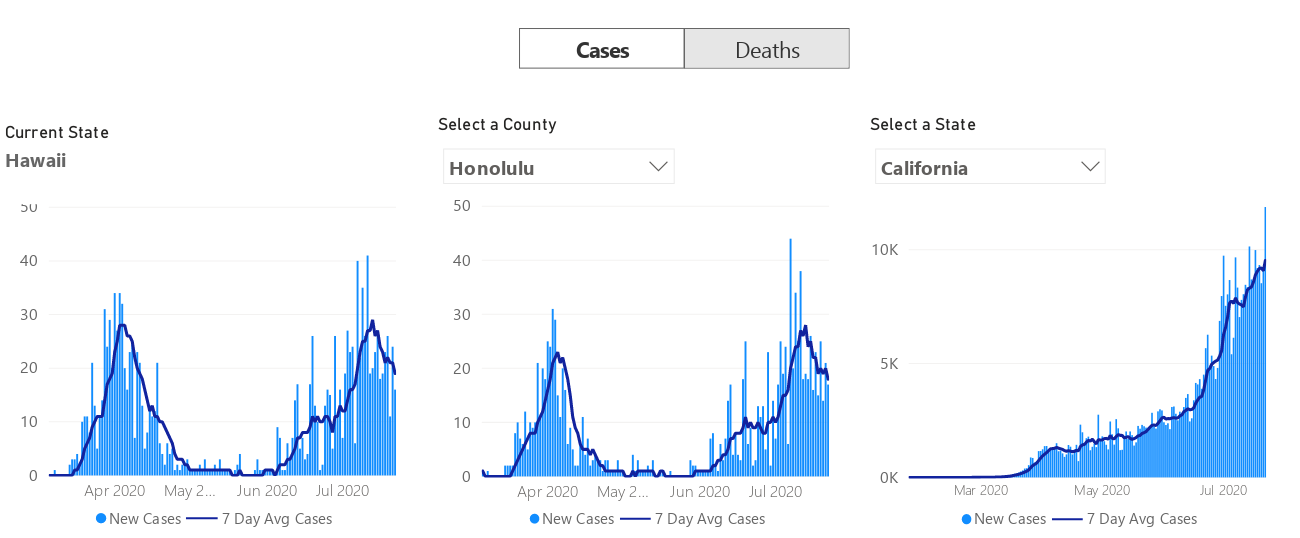 Cases Deaths
Current State
Hawaii
50
40
30
20
10
0
Apr 2020 May 2... Jun 2020 Jul 2020
New Cases 7 Day Avg Cases
Select a County
Honolulu
50
40
30
20
10
0
Apr 2020 May 2... Jun 2020 Jul 2020
New Cases 7 Day Avg Cases
Select a State
California
10K
5K
0K
Mar 2020 May 2020 Jul 2020
New Cases 7 Day Avg Cases